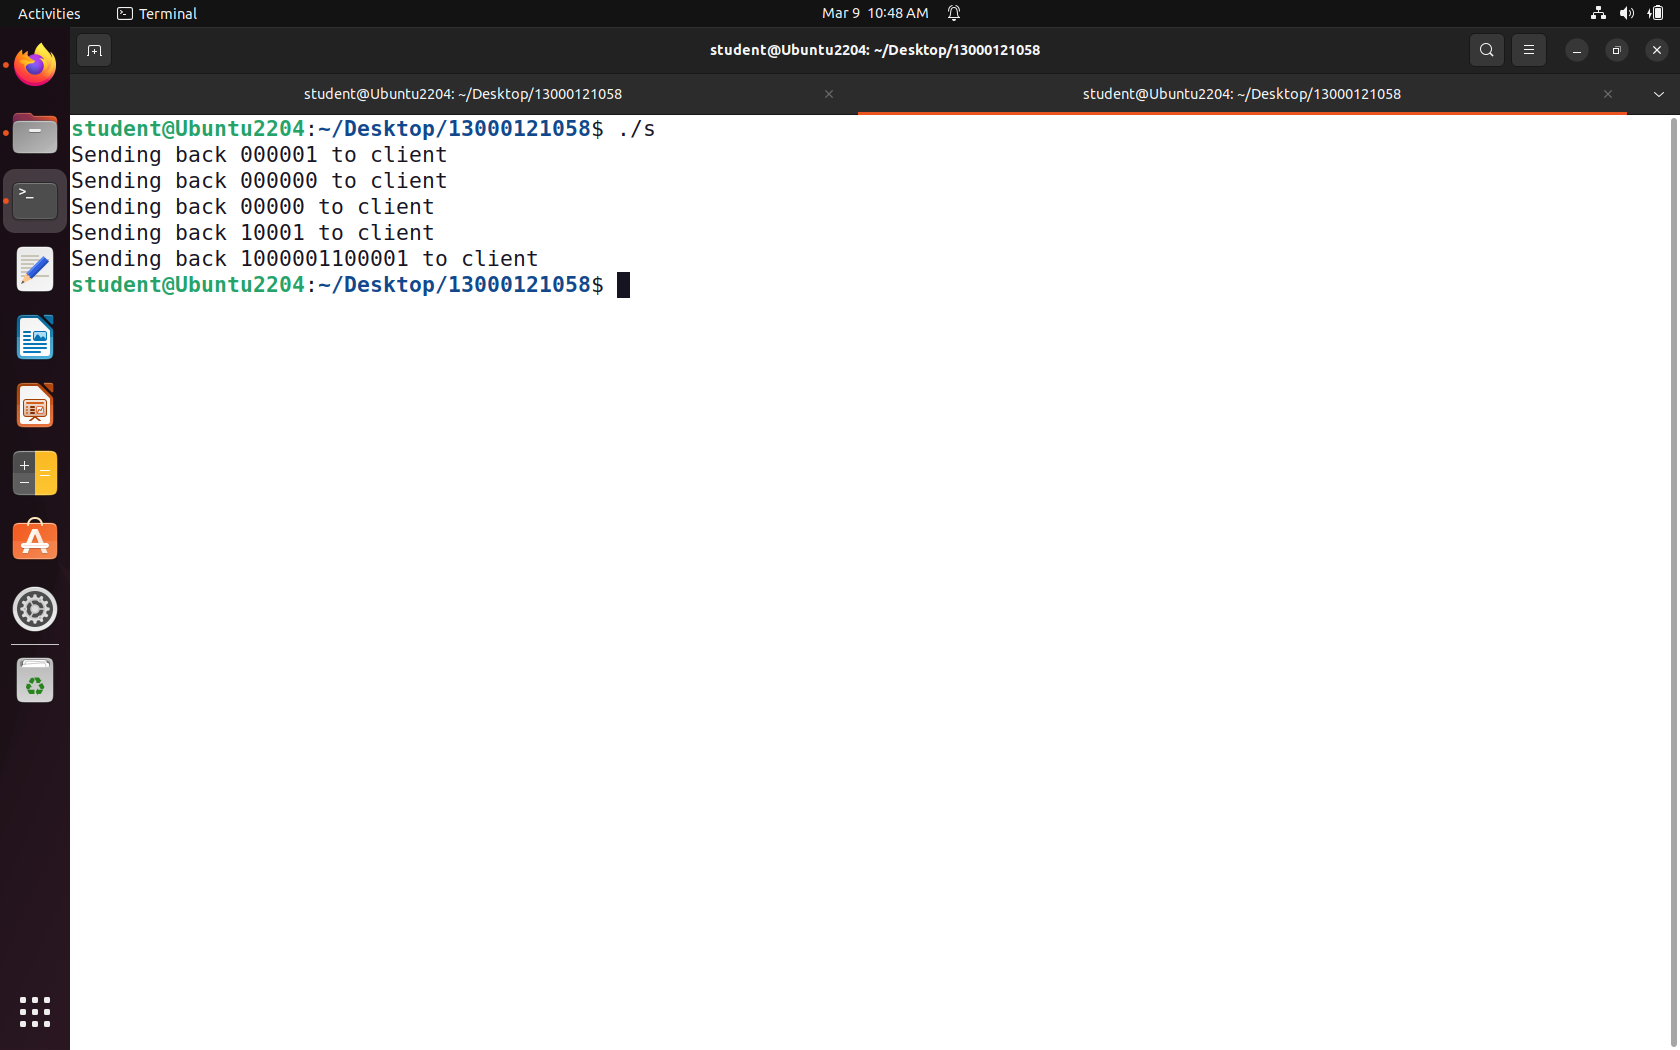 Activities
Terminal
Mar 9 10:48 AM
student@Ubuntu2204: ~/Desktop/13000121058
student@Ubuntu2204: ~/Desktop/13000121058
student@Ubuntu2204: ~/Desktop/13000121058
student@Ubuntu2204:~/Desktop/13000121058$ ./s
Sending back 000001 to client
Sending back 000000 to client
Sending back 00000 to client
Sending back 10001 to client
Sending back 1000001100001 to client
student@Ubuntu2204:~/Desktop/13000121058$